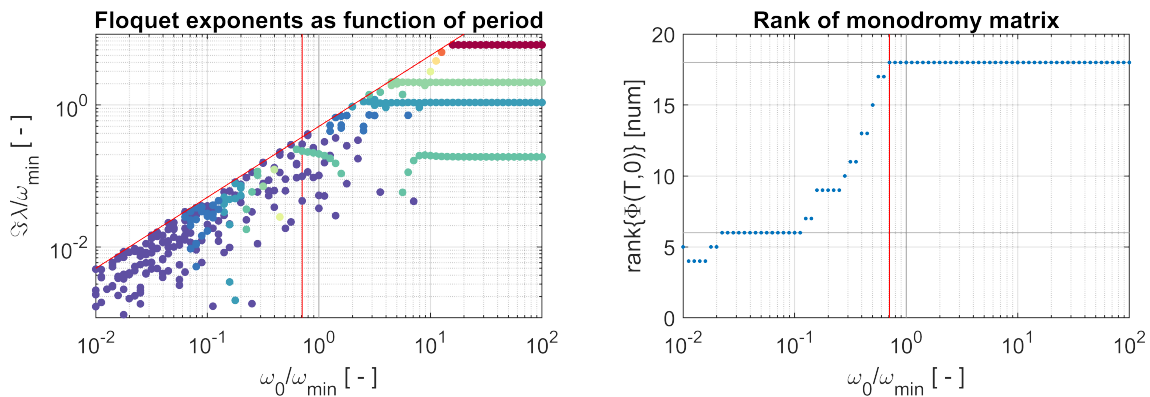 Floquet exponents as function of period
10^0
10^-2
ℑλ/ω_min [ - ]
10^-2 10^-1 10^0 10^1 10^2
ω_0/ω_min [ - ]
Rank of monodromy matrix
20
15
10
5
0
rank{Φ(T,0)} [num]
10^-2 10^-1 10^0 10^1 10^2
ω_0/ω_min [ - ]